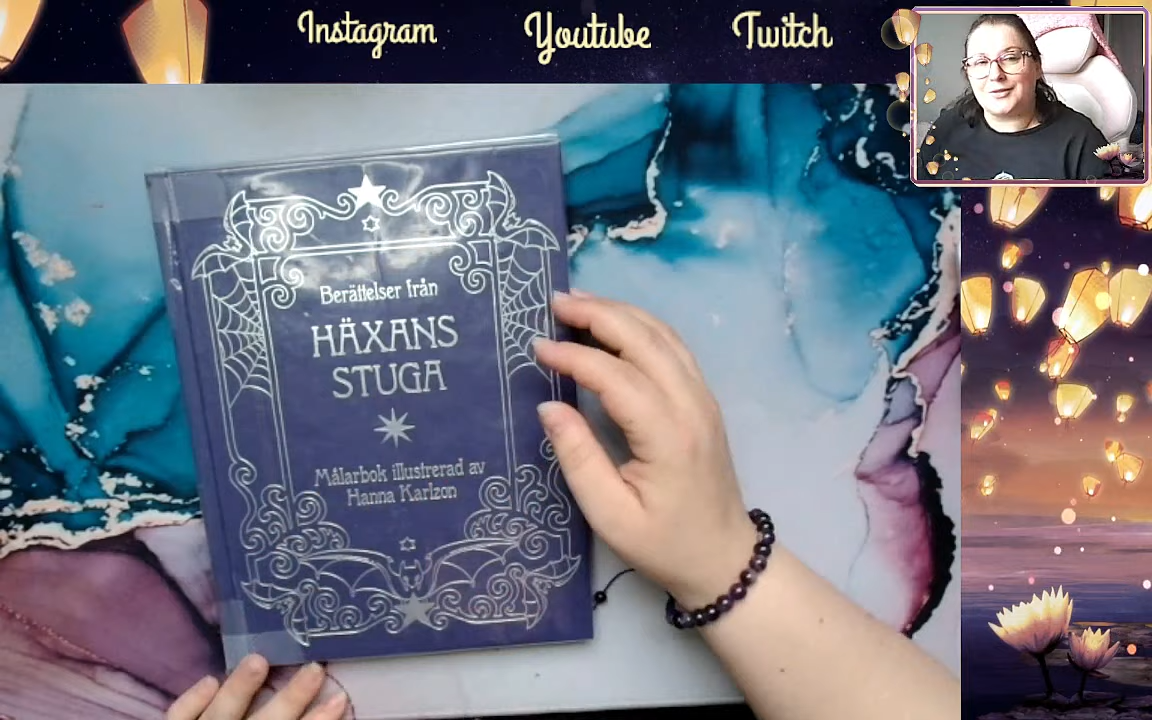 Instagram Youtube Twitch
Berättelser från
HÄXANS
STUGA
Målarbok illustrerad av
Hanna Karlzon